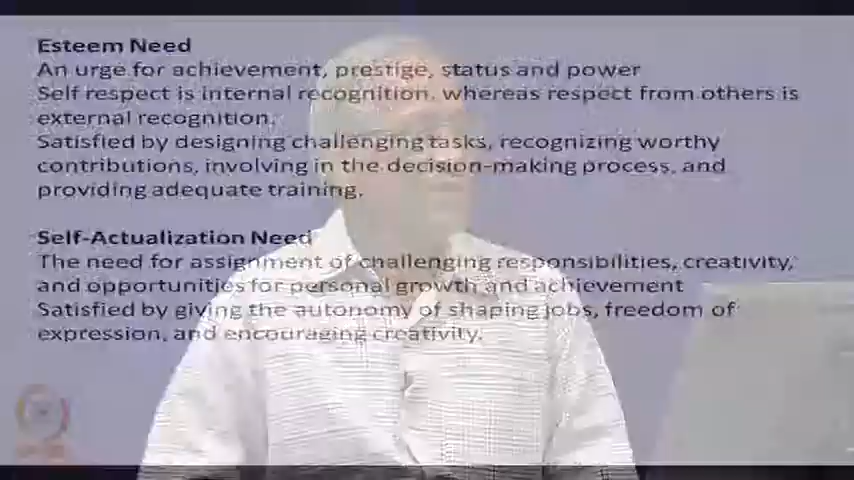 Esteem Need
An urge for achievement, prestige, status and power
Self respect is internal recognition, whereas respect from others is
external recognition.
Satisfied by designing challenging tasks, recognizing worthy
contributions, involving in the decision-making process, and
providing adequate training.
Self-Actualization Need
The need for assignment of challenging responsibilities, creativity,
and opportunities for personal growth and achievement
Satisfied by giving the autonomy of shaping jobs, freedom of
expression, and encouraging creativity.